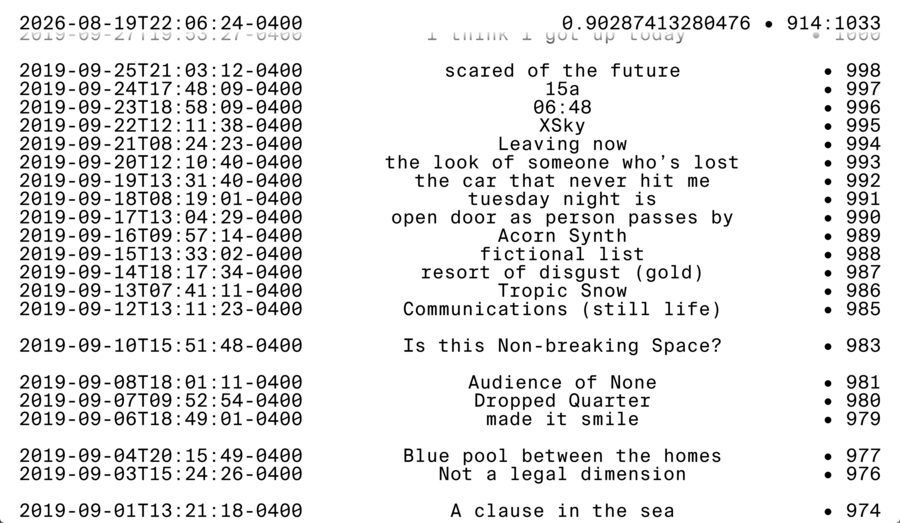 2026-08-19T22:06:24-0400 0.90287413280476 • 914:1033
2019-09-27T19:53:27-0400 i think i got up today • 1000
2019-09-25T21:03:12-0400 scared of the future • 998
2019-09-24T17:48:09-0400 15a • 997
2019-09-23T18:58:09-0400 06:48 • 996
2019-09-22T12:11:38-0400 XSky • 995
2019-09-21T08:24:23-0400 Leaving now • 994
2019-09-20T12:10:40-0400 the look of someone who's lost • 993
2019-09-19T13:31:40-0400 the car that never hit me • 992
2019-09-18T08:19:01-0400 tuesday night is • 991
2019-09-17T13:04:29-0400 open door as person passes by • 990
2019-09-16T09:57:14-0400 Acorn Synth • 989
2019-09-15T13:33:02-0400 fictional list • 988
2019-09-14T18:17:34-0400 resort of disgust (gold) • 987
2019-09-13T07:41:11-0400 Tropic Snow • 986
2019-09-12T13:11:23-0400 Communications (still life) • 985
2019-09-10T15:51:48-0400 Is this Non-breaking Space? • 983
2019-09-08T18:01:11-0400 Audience of None • 981
2019-09-07T09:52:54-0400 Dropped Quarter • 980
2019-09-06T18:49:01-0400 made it smile • 979
2019-09-04T20:15:49-0400 Blue pool between the homes • 977
2019-09-03T15:24:26-0400 Not a legal dimension • 976
2019-09-01T13:21:18-0400 A clause in the sea • 974